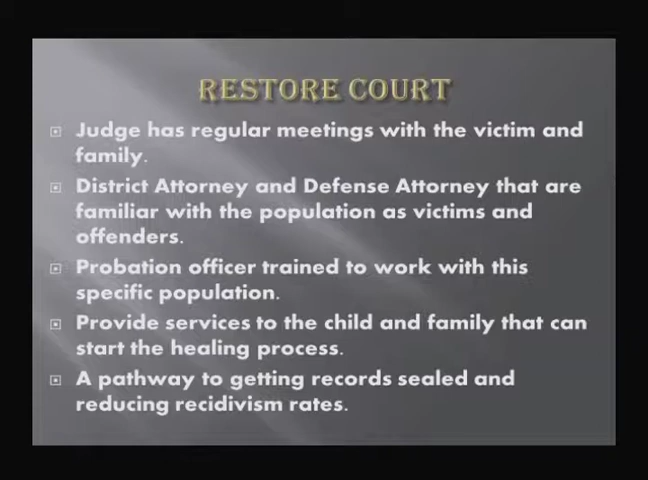 RESTORE COURT
Judge has regular meetings with the victim and
family.
District Attorney and Defense Attorney that are
familiar with the population as victims and
offenders.
Probation officer trained to work with this
specific population.
Provide services to the child and family that can
start the healing process.
A pathway to getting records sealed and
reducing recidivism rates.